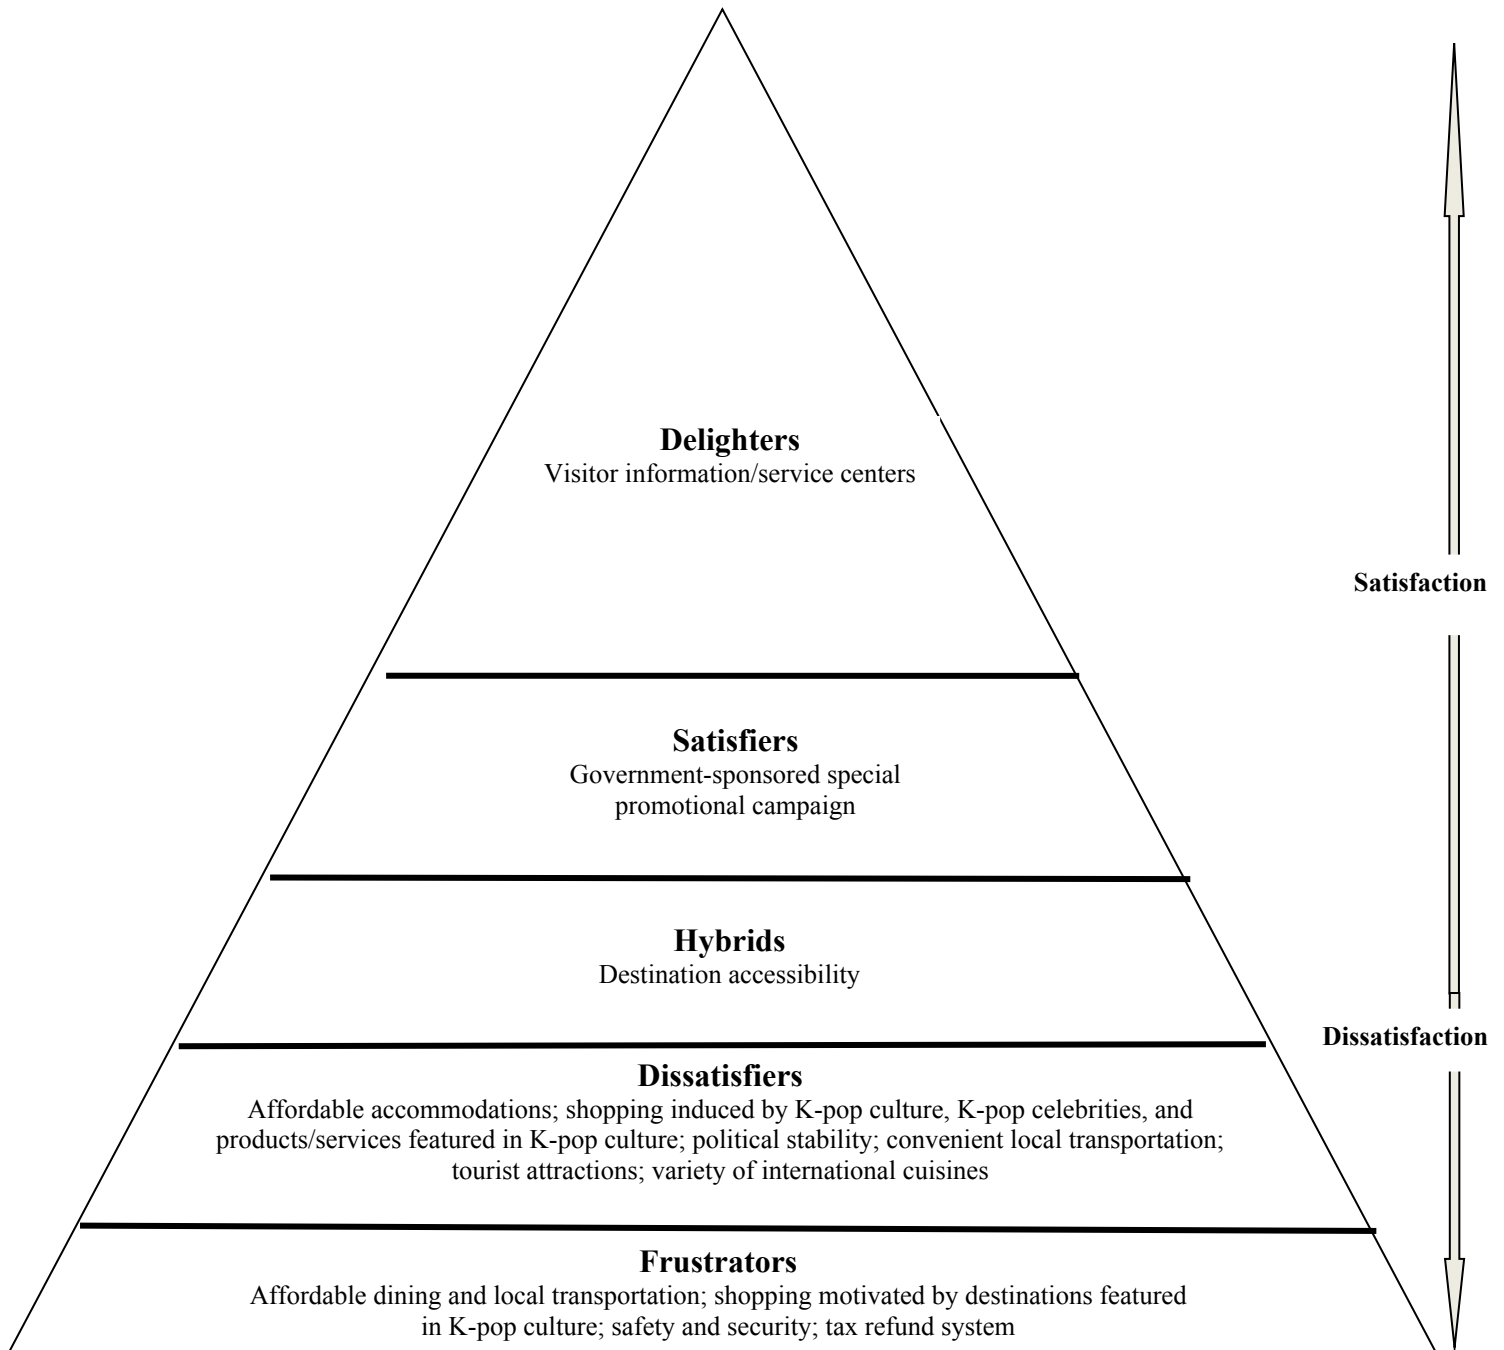 Delighters
Visitor information/service centers
Satisfaction
Satisfiers
Government-sponsored special
promotional campaign
Hybrids
Destination accessibility
Dissatisfaction
Dissatisfiers
Affordable accommodations; shopping induced by K-pop culture, K-pop celebrities, and
products/services featured in K-pop culture; political stability; convenient local transportation;
tourist attractions; variety of international cuisines
Frustrators
Affordable dining and local transportation; shopping motivated by destinations featured
in K-pop culture; safety and security; tax refund system